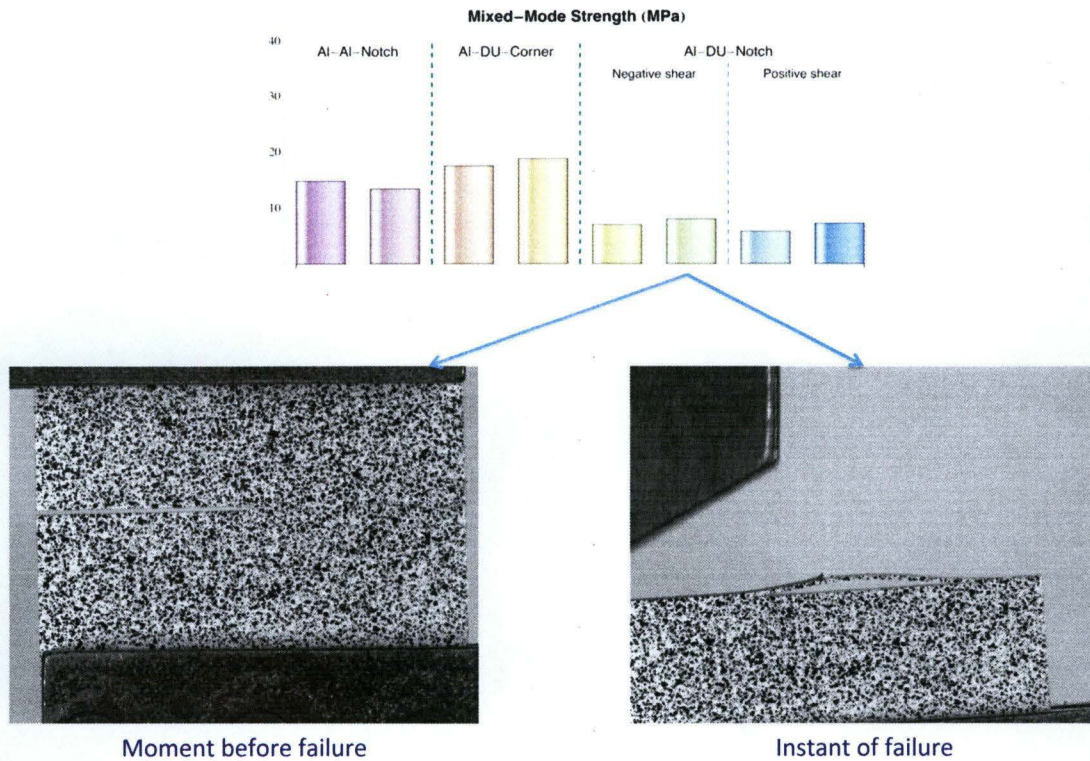 Mixed–Mode Strength (MPa)
40
Al-Al-Notch
Al-DU-Corner
Al-DU-Notch
Negative shear
Positive shear
30
20
10
Moment before failure
Instant of failure